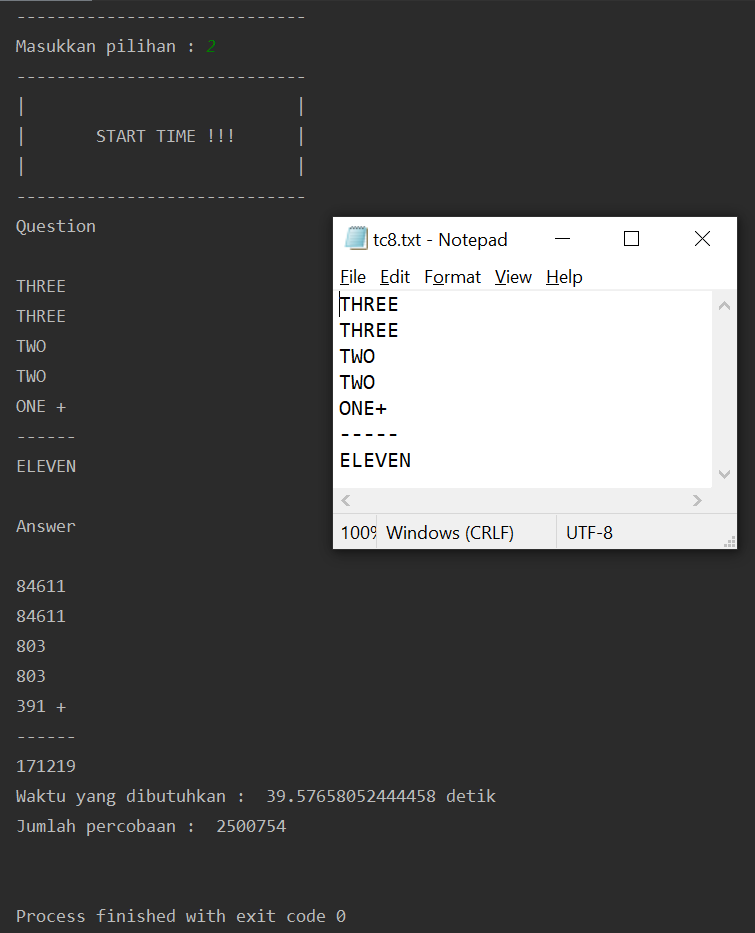 -----------------------------
Masukkan pilihan : 2
-----------------------------
|                           |
|       START TIME !!!      |
|                           |
-----------------------------
Question
THREE
THREE
TWO
TWO
ONE +
------
ELEVEN
Answer
84611
84611
803
803
391 +
------
171219
Waktu yang dibutuhkan :  39.57658052444458 detik
Jumlah percobaan :  2500754
Process finished with exit code 0
tc8.txt - Notepad
File Edit Format View Help
THREE
THREE
TWO
TWO
ONE+
-----
ELEVEN
100% Windows (CRLF) UTF-8